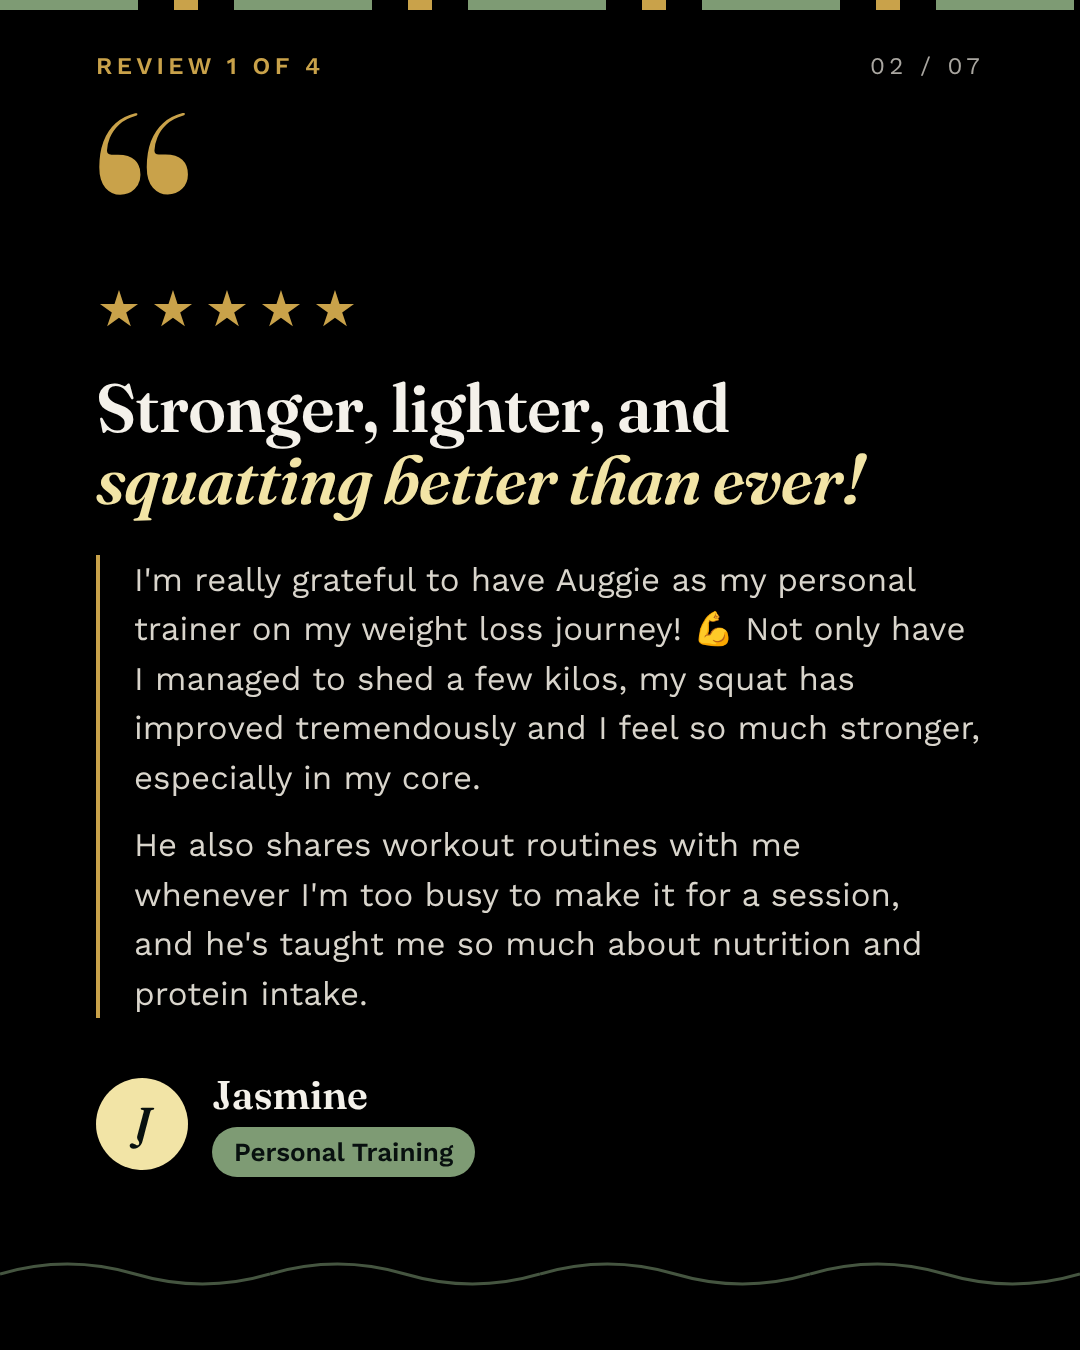 REVIEW 1 OF 4
02 / 07
“
★★★★★
Stronger, lighter, and
squatting better than ever!
I'm really grateful to have Auggie as my personal
trainer on my weight loss journey! 💪 Not only have
I managed to shed a few kilos, my squat has
improved tremendously and I feel so much stronger,
especially in my core.
He also shares workout routines with me
whenever I'm too busy to make it for a session,
and he's taught me so much about nutrition and
protein intake.
J
Jasmine
Personal Training